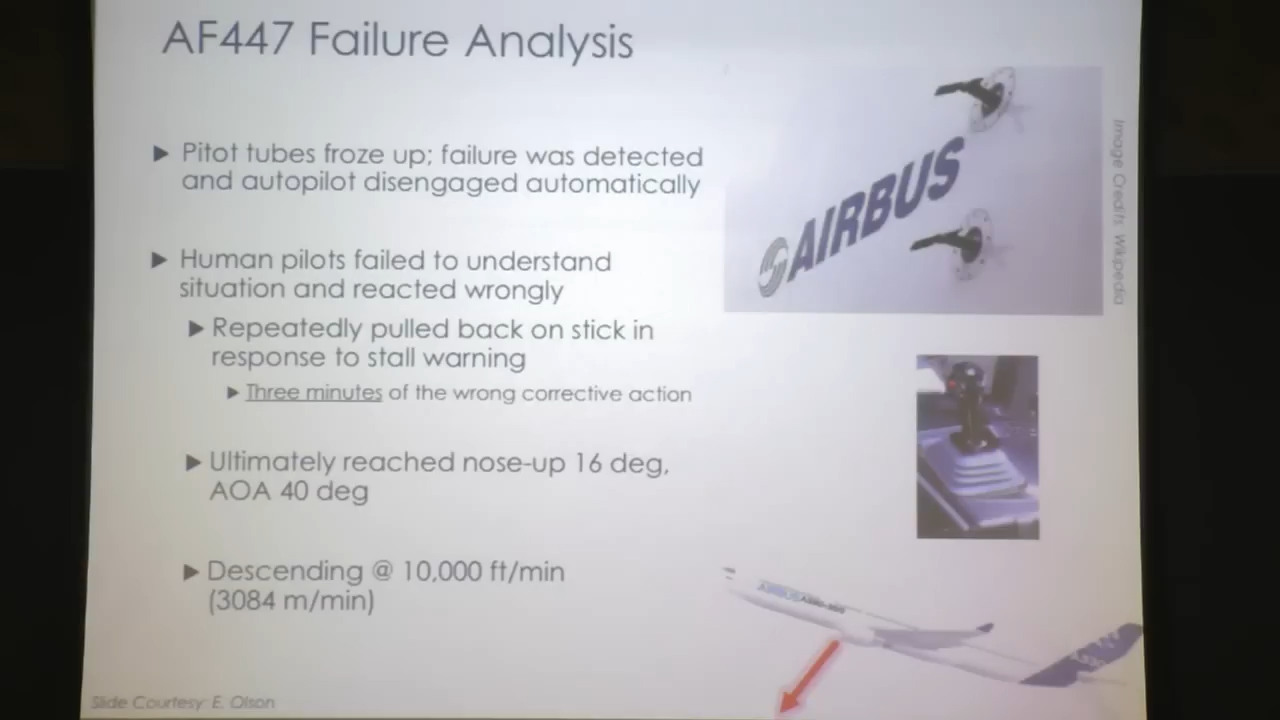 AF447 Failure Analysis
Pitot tubes froze up; failure was detected
and autopilot disengaged automatically
Human pilots failed to understand
situation and reacted wrongly
Repeatedly pulled back on stick in
response to stall warning
Three minutes of the wrong corrective action
Ultimately reached nose-up 16 deg,
AOA 40 deg
Descending @ 10,000 ft/min
(3084 m/min)
Slide Courtesy: E. Olson
AIRBUS
Image Credits: Wikipedia